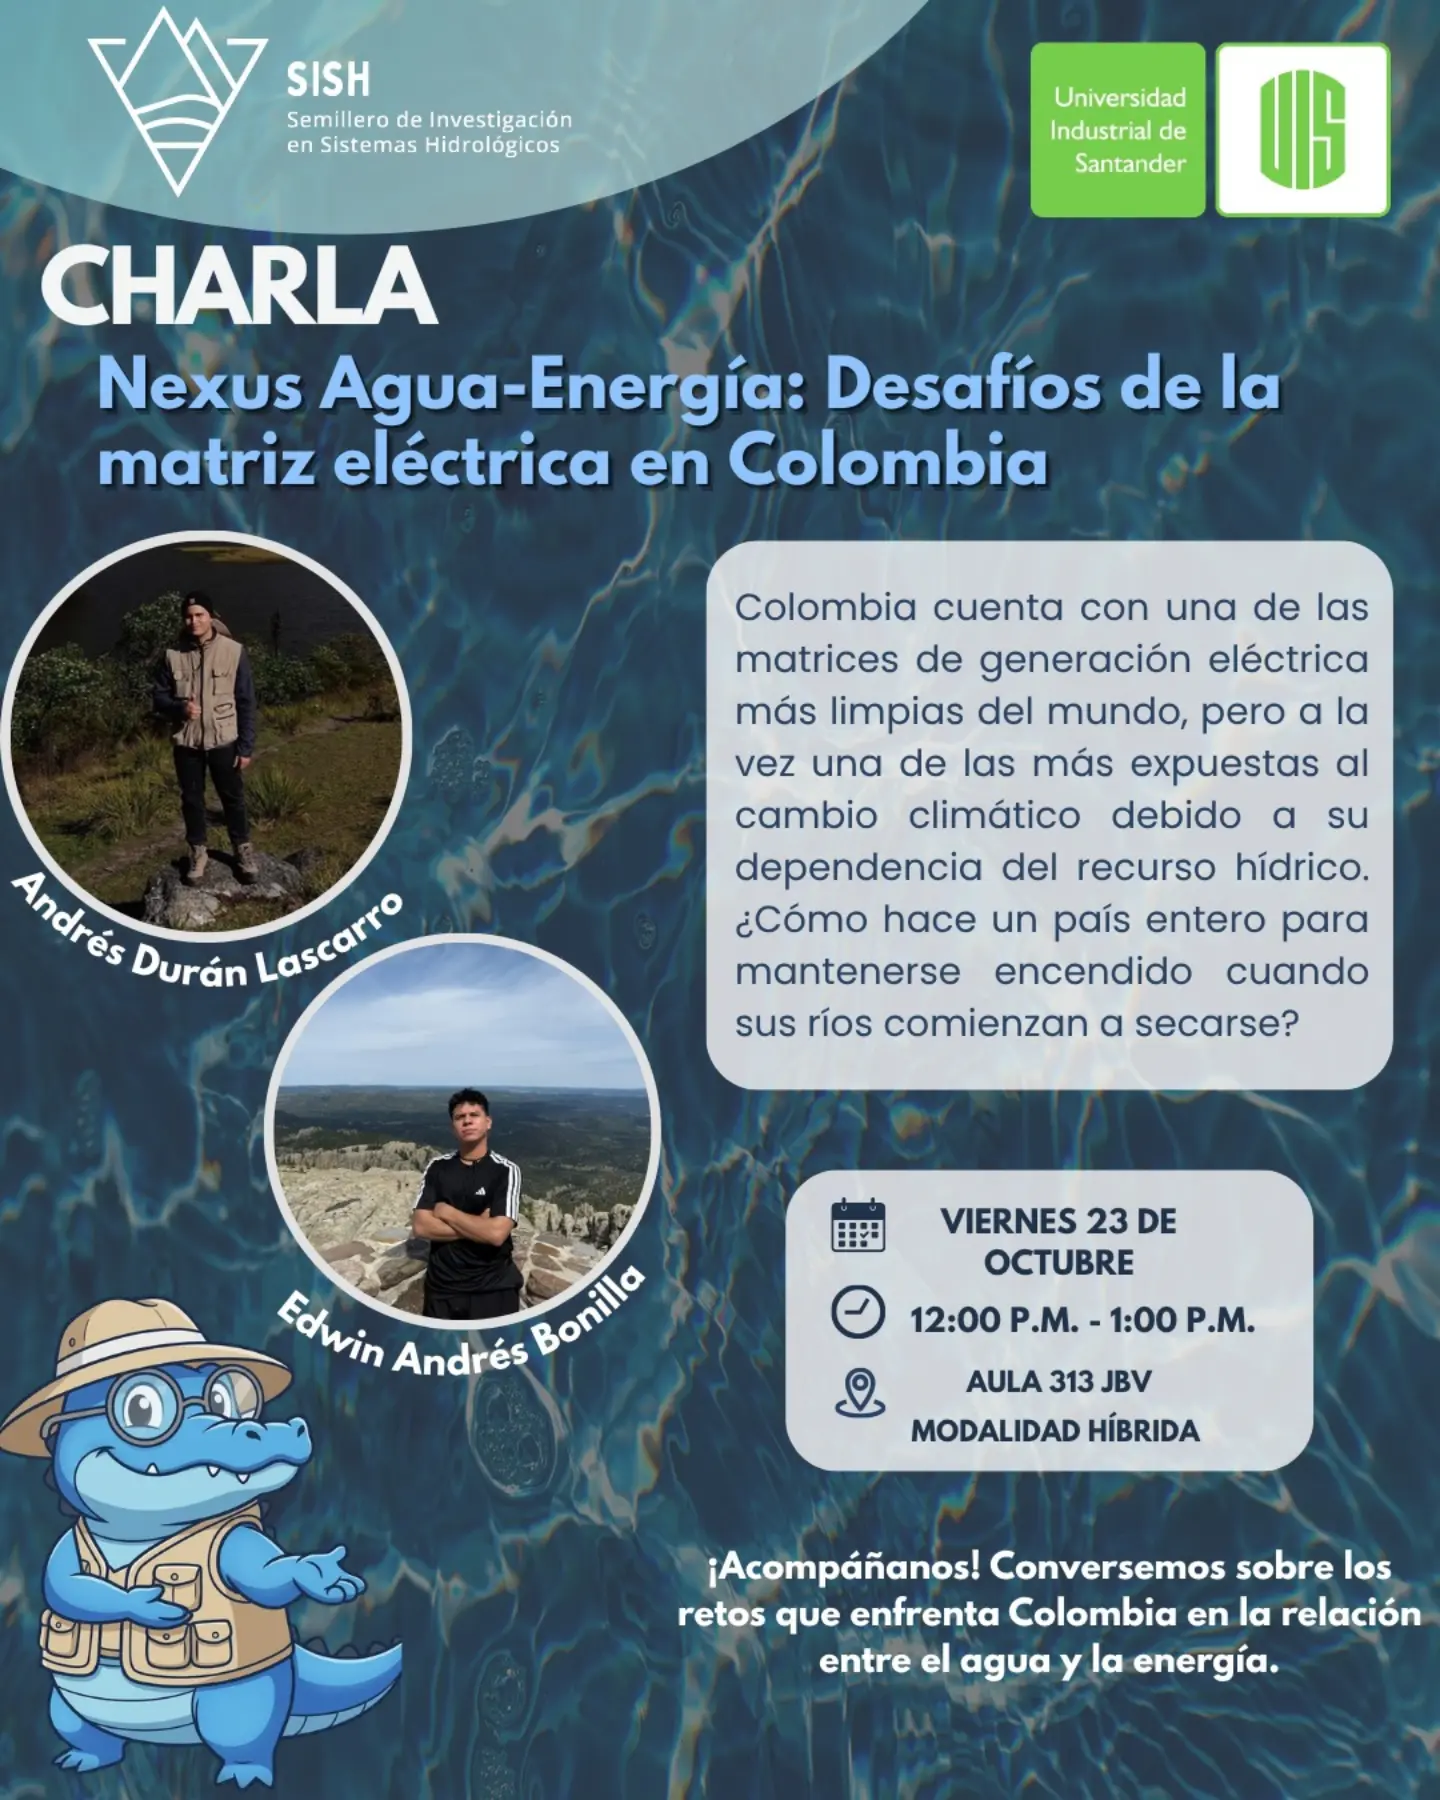 SISH
Semillero de Investigación
en Sistemas Hidrológicos
Universidad
Industrial de
Santander
UIS
CHARLA
Nexus Agua-Energía: Desafíos de la
matriz eléctrica en Colombia
Colombia cuenta con una de las
matrices de generación eléctrica
más limpias del mundo, pero a la
vez una de las más expuestas al
cambio climático debido a su
dependencia del recurso hídrico.
¿Cómo hace un país entero para
mantenerse encendido cuando
sus ríos comienzan a secarse?
Andrés Durán Lascarro
Edwin Andrés Bonilla
VIERNES 23 DE
OCTUBRE
12:00 P.M. - 1:00 P.M.
AULA 313 JBV
MODALIDAD HÍBRIDA
¡Acompáñanos! Conversemos sobre los
retos que enfrenta Colombia en la relación
entre el agua y la energía.